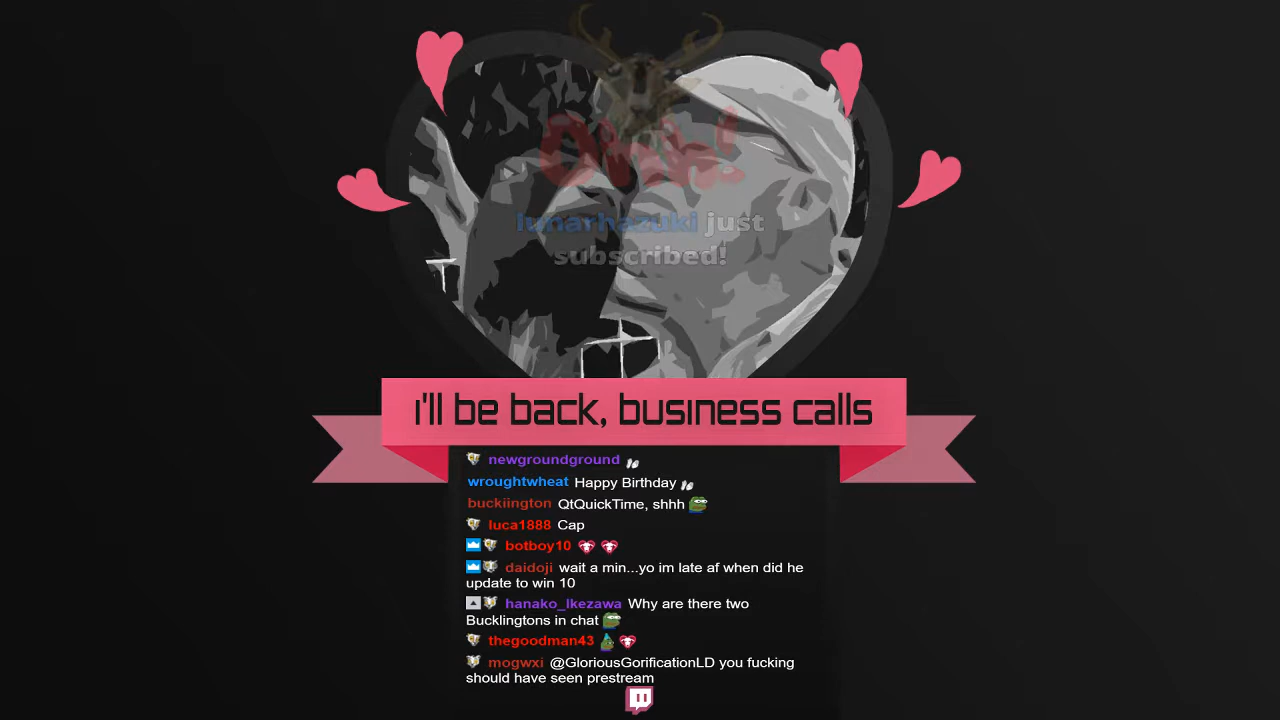 Ohh!
lunarhazuki just
subscribed!
i'll be back, business calls
newgroundground
wroughtwheat Happy Birthday
buckiington QtQuickTime, shhh
luca1888 Cap
botboy10
daidoji wait a min...yo im late af when did he
update to win 10
hanako_Ikezawa Why are there two
Bucklingtons in chat
thegoodman43
mogwxi @GloriousGorificationLD you fucking
should have seen prestream